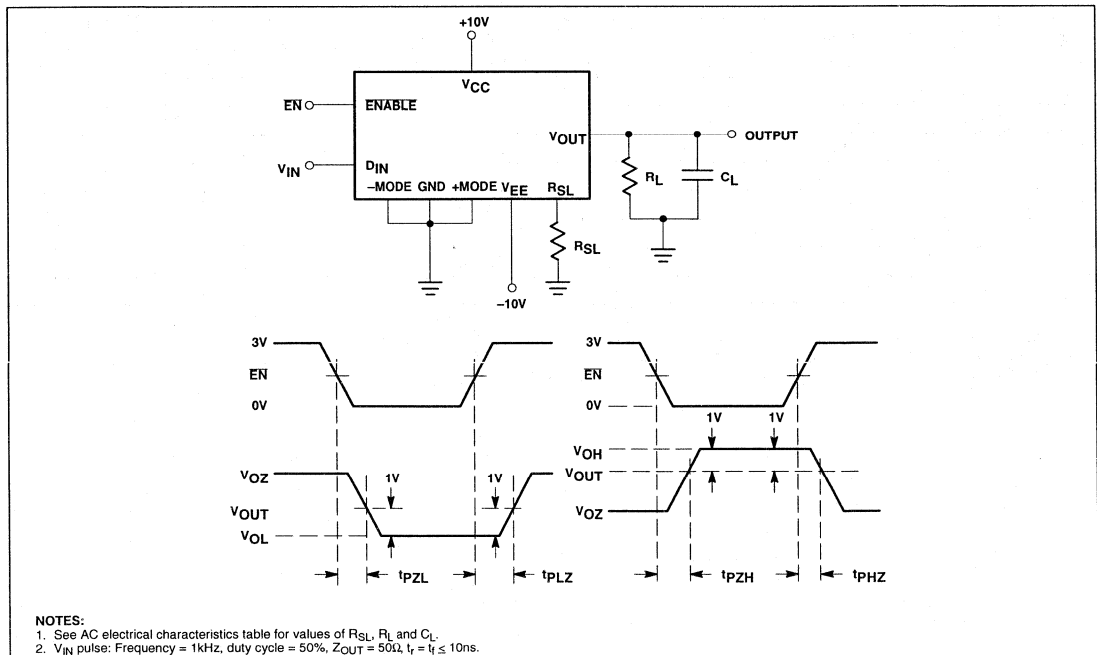 +10V
VCC
EN
ENABLE
VOUT
OUTPUT
VIN
DIN
RL
CL
–MODE GND +MODE VEE RSL
RSL
–10V
3V
EN
0V
VOZ
1V
1V
VOUT
VOL
tPZL
tPLZ
3V
EN
0V
1V
1V
VOH
VOUT
VOZ
tPZH
tPHZ
NOTES:
1. See AC electrical characteristics table for values of RSL, RL and CL.
2. VIN pulse: Frequency = 1kHz, duty cycle = 50%, ZOUT = 50Ω, tr = tf ≤ 10ns.